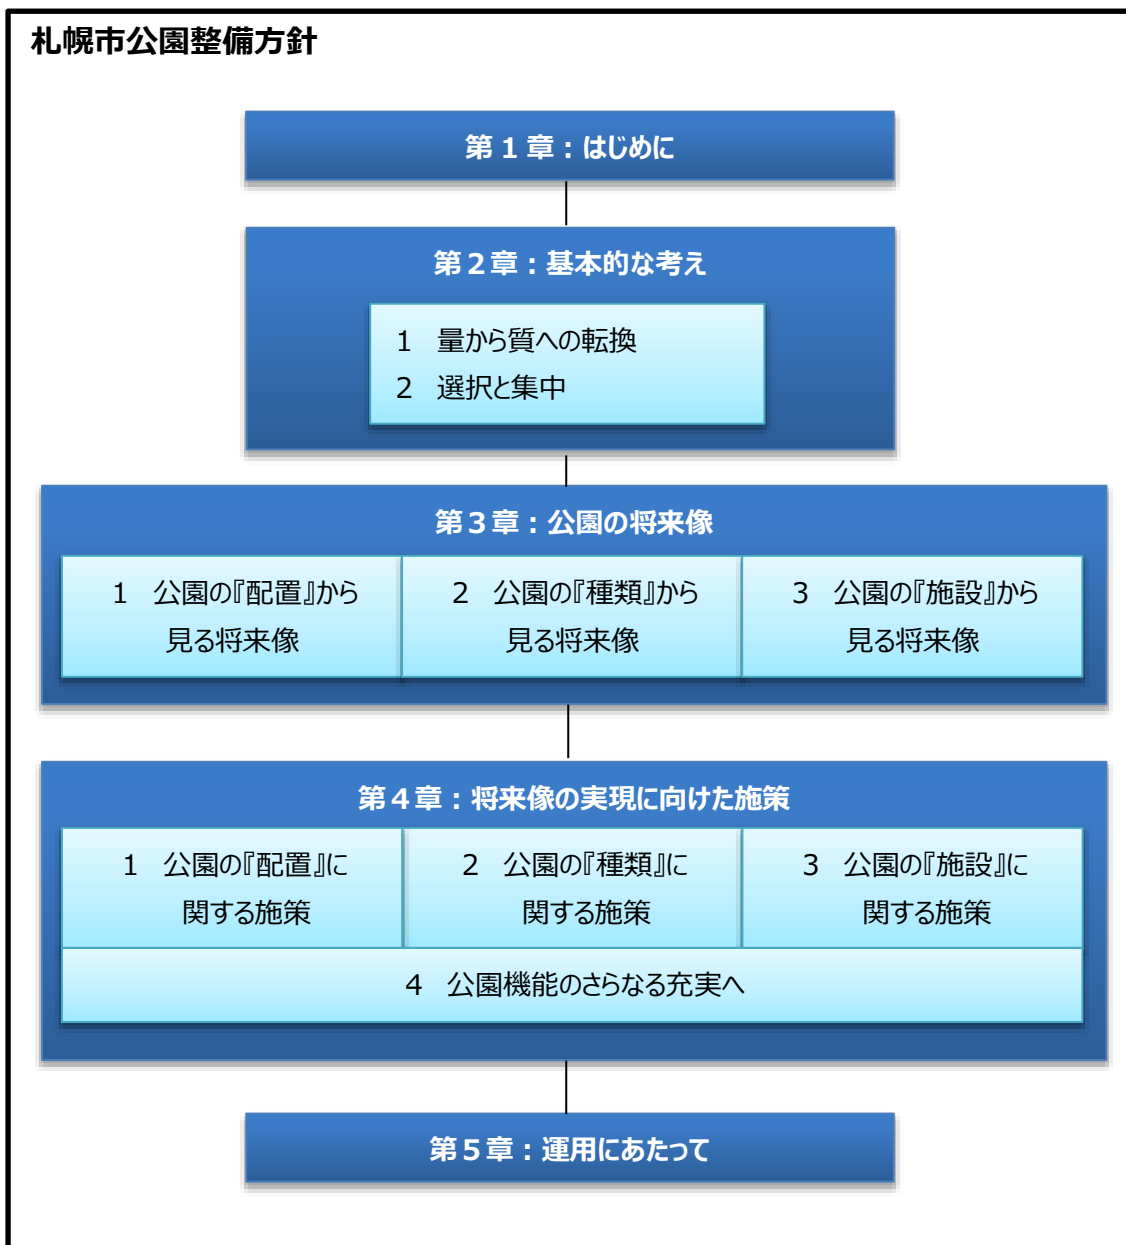 札幌市公園整備方針
第1章：はじめに
第2章：基本的な考え
1 量から質への転換
2 選択と集中
第3章：公園の将来像
1 公園の『配置』から
見る将来像
2 公園の『種類』から
見る将来像
3 公園の『施設』から
見る将来像
第4章：将来像の実現に向けた施策
1 公園の『配置』に
関する施策
2 公園の『種類』に
関する施策
3 公園の『施設』に
関する施策
4 公園機能のさらなる充実へ
第5章：運用にあたって